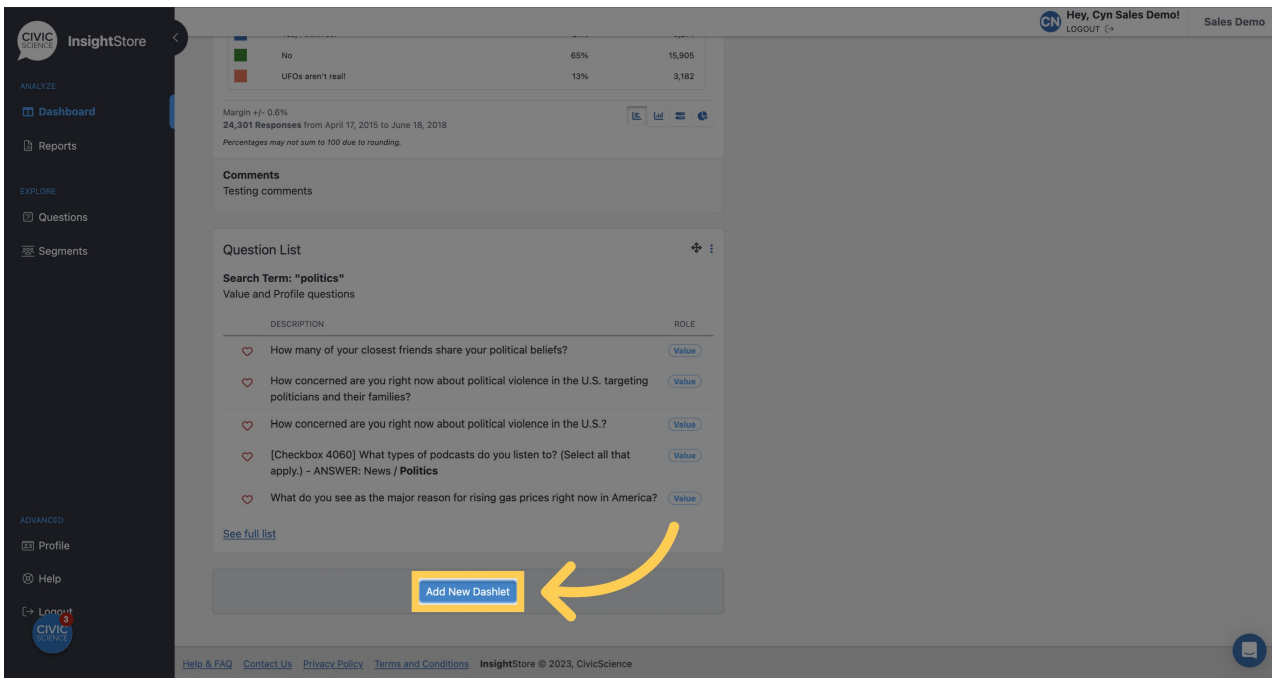 CIVIC
SCIENCE
InsightStore
CN
Hey, Cyn Sales Demo!
LOGOUT
Sales Demo
ANALYZE
Dashboard
Reports
EXPLORE
Questions
Segments
ADVANCED
Profile
Help
Logout
3
CIVIC
SCIENCE
No 65% 15,905
UFOs aren't real! 13% 3,182
Margin +/- 0.6%
24,301 Responses from April 17, 2015 to June 18, 2018
Percentages may not sum to 100 due to rounding.
Comments
Testing comments
Question List
Search Term: "politics"
Value and Profile questions
DESCRIPTION ROLE
How many of your closest friends share your political beliefs? Value
How concerned are you right now about political violence in the U.S. targeting Value
politicians and their families?
How concerned are you right now about political violence in the U.S.? Value
[Checkbox 4060] What types of podcasts do you listen to? (Select all that Value
apply.) – ANSWER: News / Politics
What do you see as the major reason for rising gas prices right now in America? Value
See full list
Add New Dashlet
Help & FAQ Contact Us Privacy Policy Terms and Conditions InsightStore © 2023, CivicScience